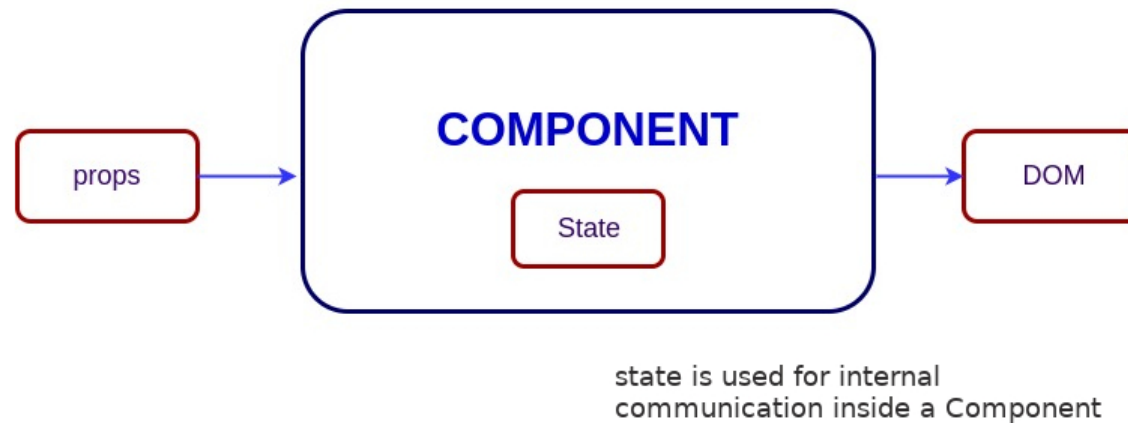 COMPONENT
props
State
DOM
state is used for internal
communication inside a Component